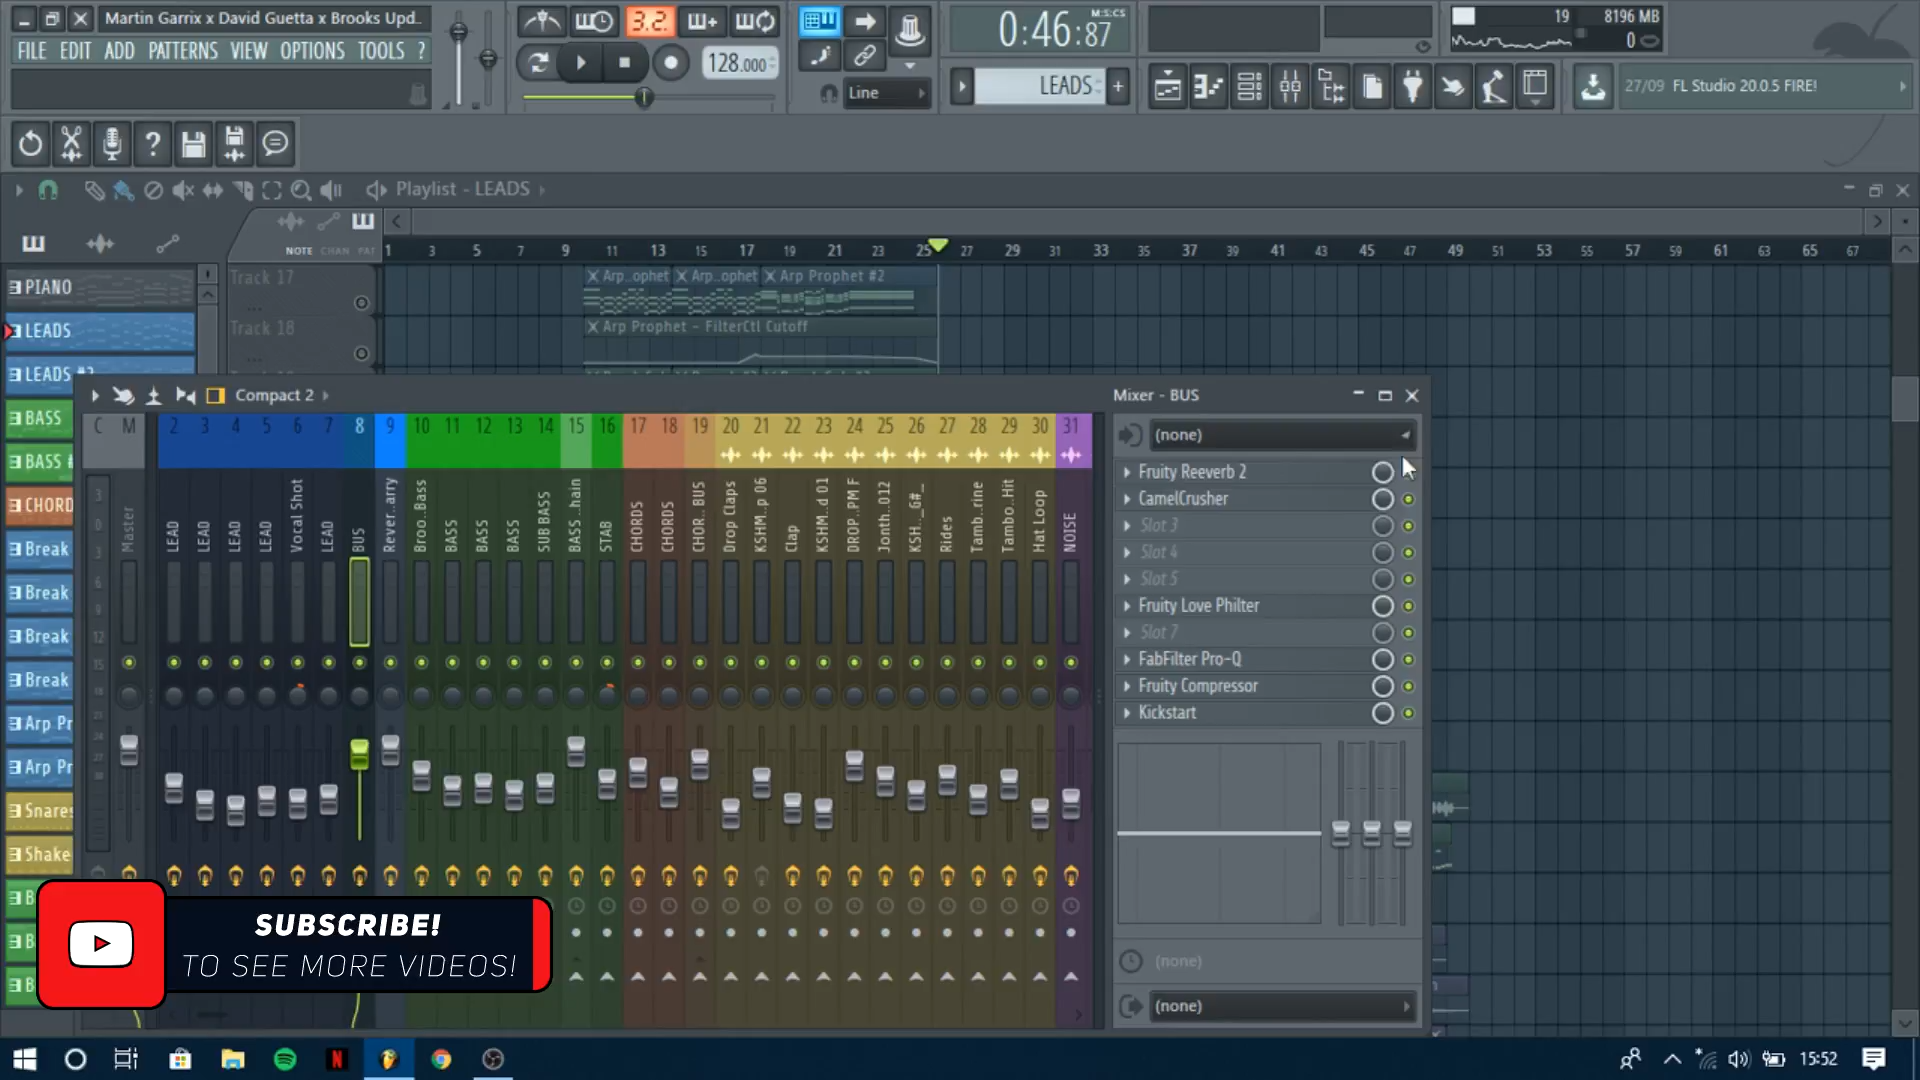 Martin Garrix x David Guetta x Brooks Upd..
FILE EDIT ADD PATTERNS VIEW OPTIONS TOOLS ?
3.2.
128.000
Line
0:46:87
M:S:CS
LEADS
19
8196 MB
0
27/09 FL Studio 20.0.5 FIRE!
Playlist - LEADS
NOTE CHAN PAT
1 3 5 7 9 11 13 15 17 19 21 23 25 27 29 31 33 35 37 39 41 43 45 47 49 51 53 55 57 59 61 63 65 67
PIANO
LEADS
LEADS #2
BASS
BASS #
CHORD
Break
Break
Break
Break
Arp Pr
Arp Pr
Snares
Shake
B
B
B
Track 17
Track 18
Arp..ophet
Arp..ophet
Arp Prophet #2
Arp Prophet - FilterCtl Cutoff
Compact 2
C M 2 3 4 5 6 7 8 9 10 11 12 13 14 15 16 17 18 19 20 21 22 23 24 25 26 27 28 29 30 31
Master
LEAD
LEAD
LEAD
LEAD
Vocal Shot
LEAD
BUS
Rever..arry
Broo..Bass
BASS
BASS
BASS
SUB BASS
BASS ..hain
STAB
CHORDS
CHORDS
CHOR.. BUS
Drop Claps
KSHM..p 06
Clap
KSHM..d 01
DROP..PM F
Jonth..012
KSH.._G#_
Rides
Tamb..rine
Tambo..Hit
Hat Loop
NOISE
Mixer - BUS
(none)
Fruity Reeverb 2
CamelCrusher
Slot 3
Slot 4
Slot 5
Fruity Love Philter
Slot 7
FabFilter Pro-Q
Fruity Compressor
Kickstart
(none)
(none)
SUBSCRIBE!
TO SEE MORE VIDEOS!
15:52